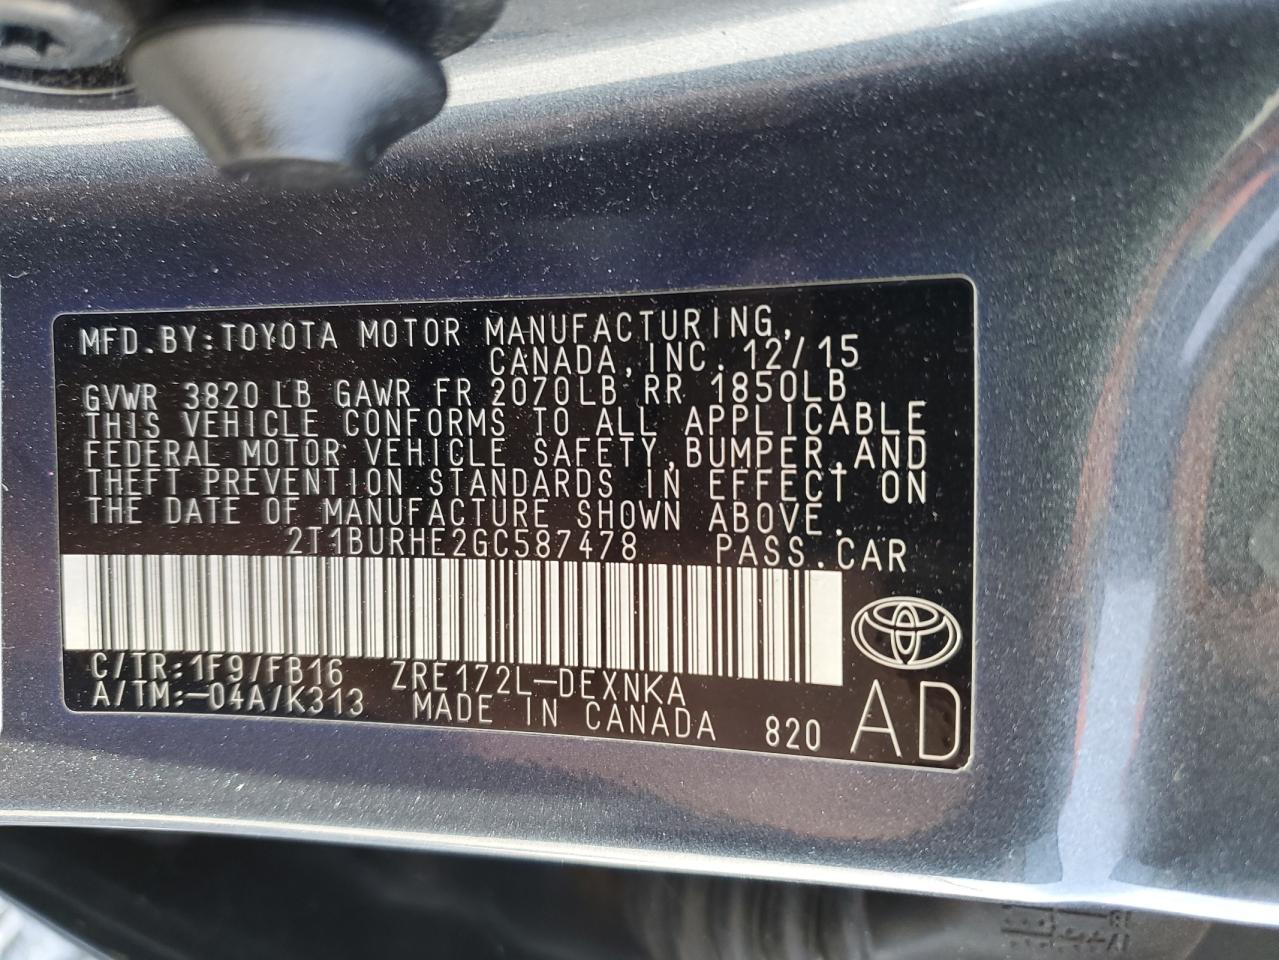 MFD.BY:TOYOTA MOTOR MANUFACTURING,
CANADA,INC. 12/15
GVWR 3820LB GAWR FR 2070LB RR 1850LB
THIS VEHICLE CONFORMS TO ALL APPLICABLE
FEDERAL MOTOR VEHICLE SAFETY,BUMPER,AND
THEFT PREVENTION STANDARDS IN EFFECT ON
THE DATE OF MANUFACTURE SHOWN ABOVE.
2T1BURHE2GC587478 PASS.CAR
C/TR:1F9/FB16 ZRE172L-DEXNKA
A/TM:-04A/K313 MADE IN CANADA 820 AD